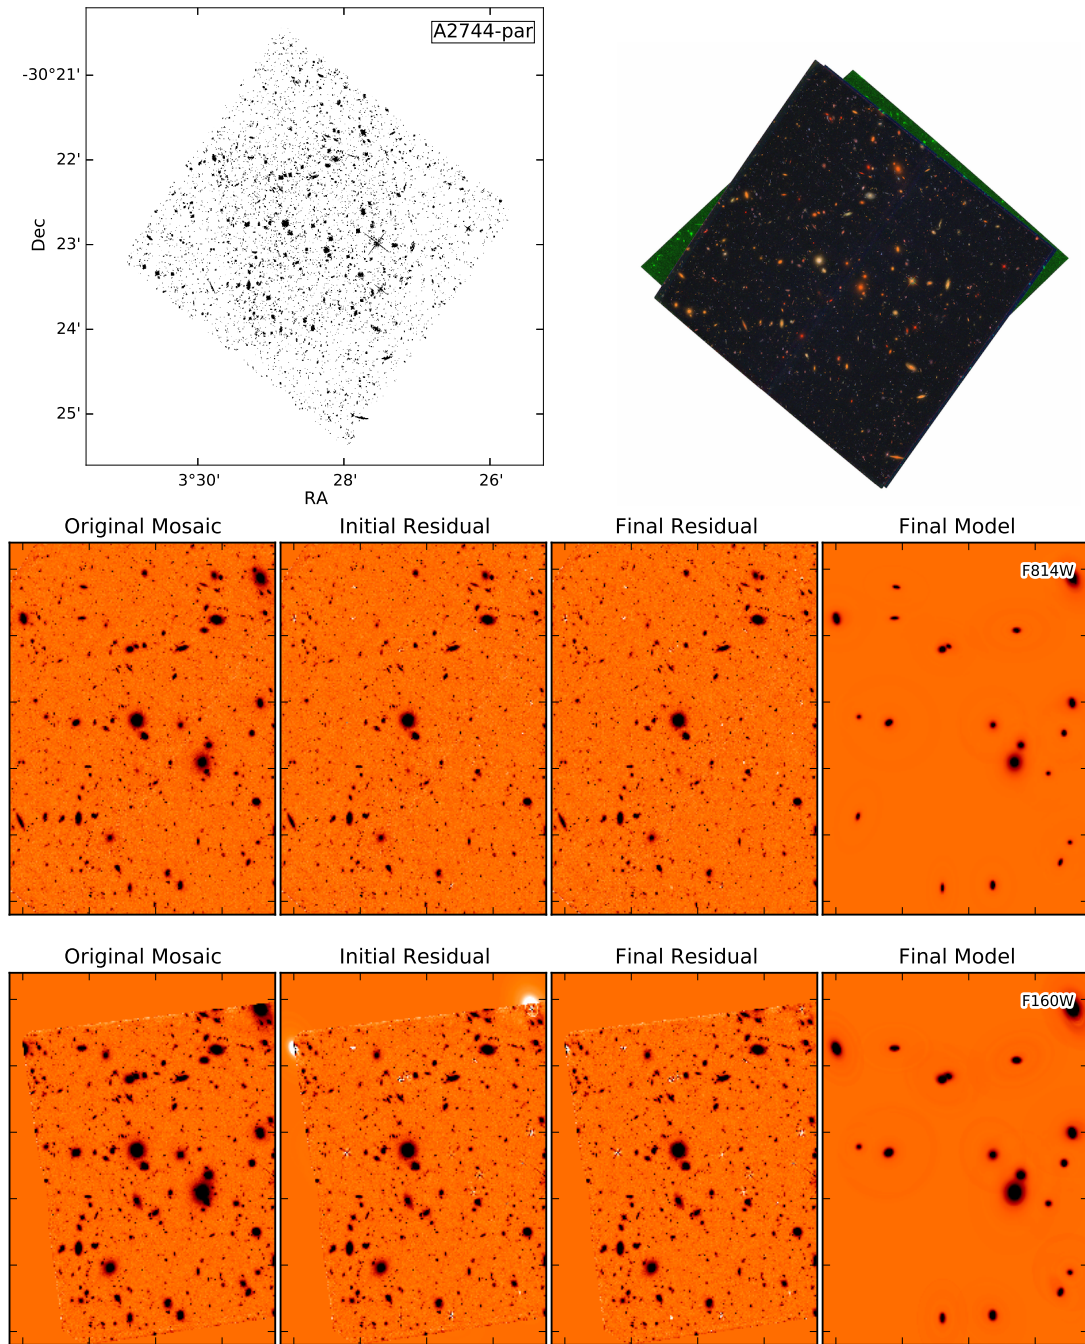 A2744-par
-30°21'
22'
23'
24'
25'
Dec
3°30'
28'
26'
RA
Original Mosaic
Initial Residual
Final Residual
Final Model
F814W
Original Mosaic
Initial Residual
Final Residual
Final Model
F160W